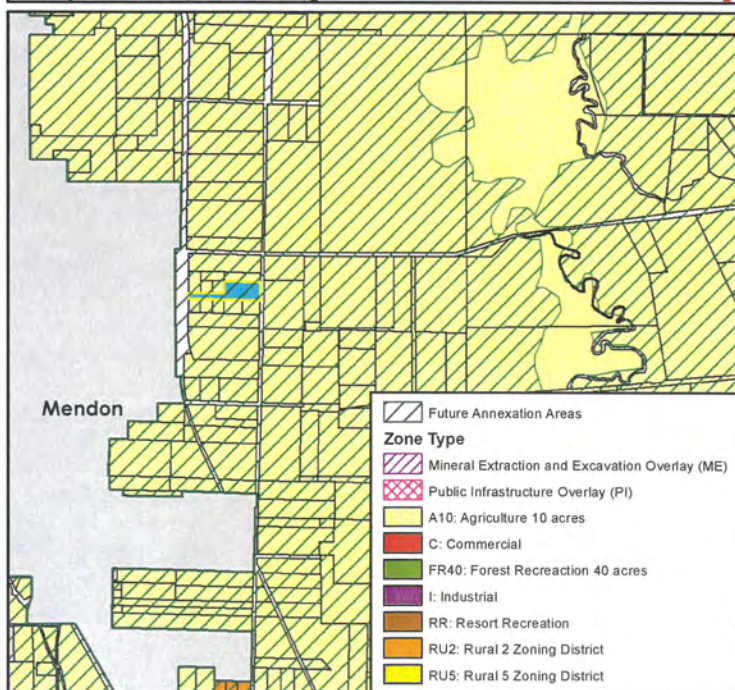 Mendon
Future Annexation Areas
Zone Type
Mineral Extraction and Excavation Overlay (ME)
Public Infrastructure Overlay (PI)
A10: Agriculture 10 acres
C: Commercial
FR40: Forest Recreaction 40 acres
I: Industrial
RR: Resort Recreation
RU2: Rural 2 Zoning District
RU5: Rural 5 Zoning District